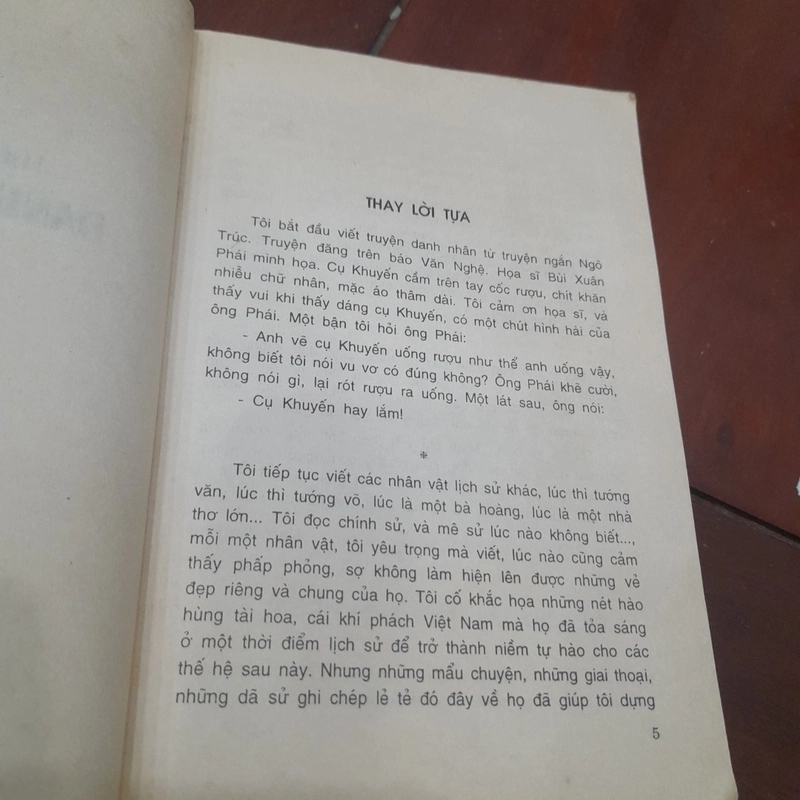 THAY LỜI TỰA
Tôi bắt đầu viết truyện danh nhân từ truyện ngắn Ngô
Trúc. Truyện đăng trên báo Văn Nghệ. Họa sĩ Bùi Xuân
Phái minh họa. Cụ Khuyến cầm trên tay cốc rượu, chít khăn
nhiễu chữ nhân, mặc áo thâm dài. Tôi cảm ơn họa sĩ, và
thấy vui khi thấy dáng cụ Khuyến, có một chút hình hài của
ông Phái. Một bận tôi hỏi ông Phái:
- Anh vẽ cụ Khuyến uống rượu như thể anh uống vậy,
không biết tôi nói vu vơ có đúng không? Ông Phái khẽ cười,
không nói gì, lại rót rượu ra uống. Một lát sau, ông nói:
- Cụ Khuyến hay lắm!
*
Tôi tiếp tục viết các nhân vật lịch sử khác, lúc thì tướng
văn, lúc thì tướng võ, lúc là một bà hoàng, lúc là một nhà
thơ lớn... Tôi đọc chính sử, và mê sử lúc nào không biết...,
mỗi một nhân vật, tôi yêu trọng mà viết, lúc nào cũng cảm
thấy phấp phỏng, sợ không làm hiện lên được những vẻ
đẹp riêng và chung của họ. Tôi cố khắc họa những nét hào
hùng tài hoa, cái khí phách Việt Nam mà họ đã tỏa sáng
ở một thời điểm lịch sử để trở thành niềm tự hào cho các
thế hệ sau này. Nhưng những mẩu chuyện, những giai thoại,
những dã sử ghi chép lẻ tẻ đó đây về họ đã giúp tôi dựng
5